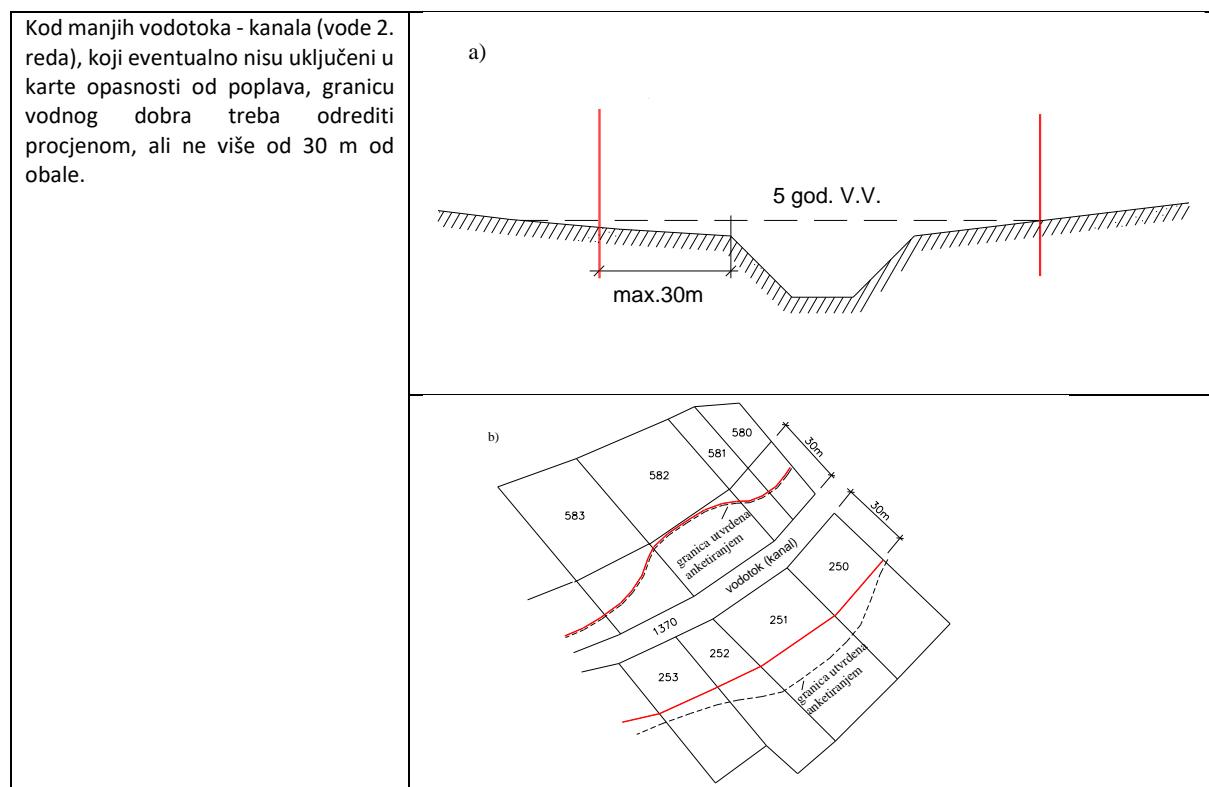 Kod manjih vodotoka - kanala (vode 2.
reda), koji eventualno nisu uključeni u
karte opasnosti od poplava, granicu
vodnog dobra treba odrediti
procjenom, ali ne više od 30 m od
obale.
a)
5 god. V.V.
max.30m
b)
580
30m
581
582
583
30m
granica utvrdena
anketiranjem
vodotok (kanal)
250
1370
251
252
253
granica utvrdena
anketiranjem